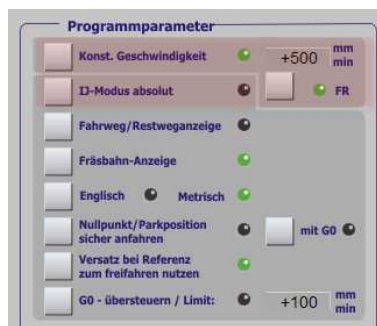 Programmparameter
Konst. Geschwindigkeit +500 mm min
IJ-Modus absolut FR
Fahrweg/Restweganzeige
Fräsbahn-Anzeige
Englisch Metrisch
Nullpunkt/Parkposition
sicher anfahren mit G0
Versatz bei Referenz
zum freifahren nutzen
G0 - übersteuern / Limit: +100 mm min